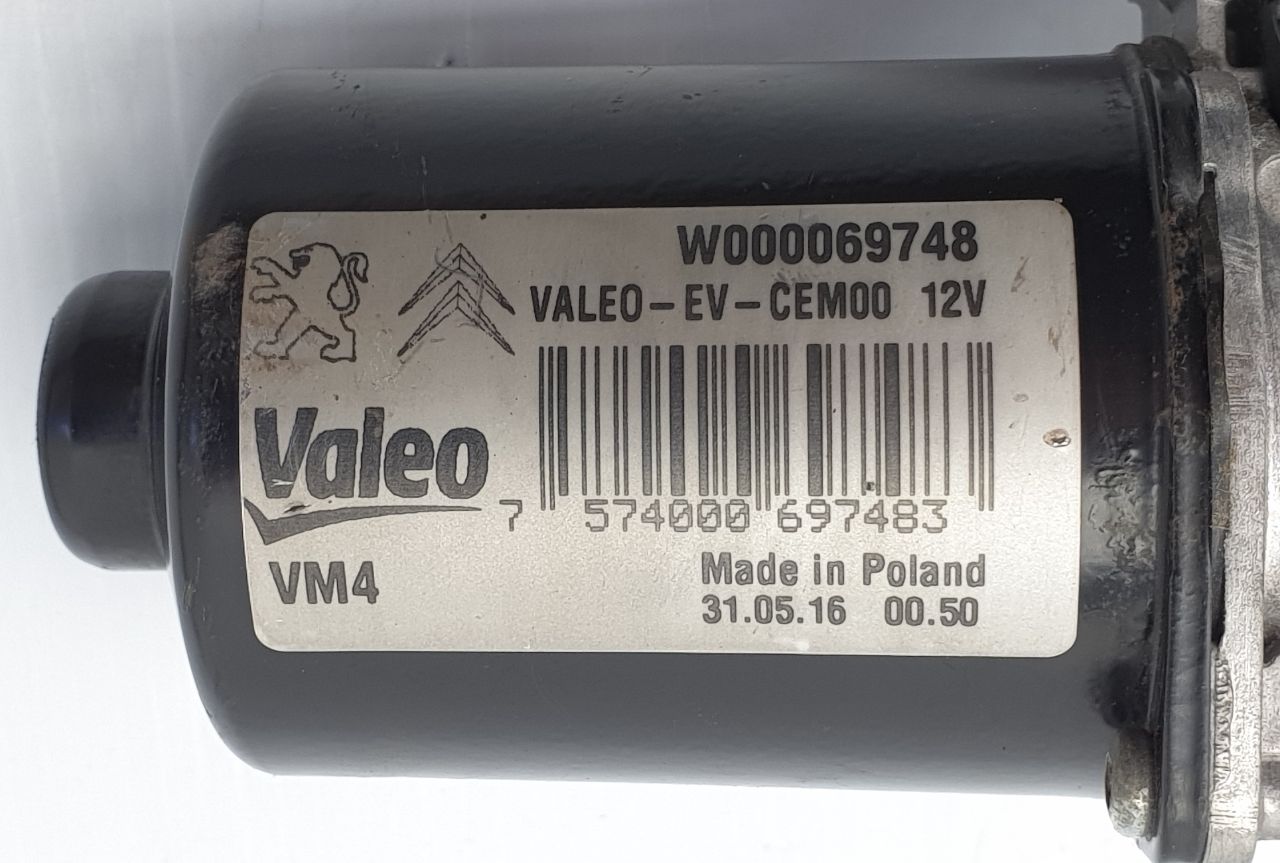 W000069748
VALEO-EV-CEM00 12V
Valeo
7 574000 697483
VM4
Made in Poland
31.05.16 00.50